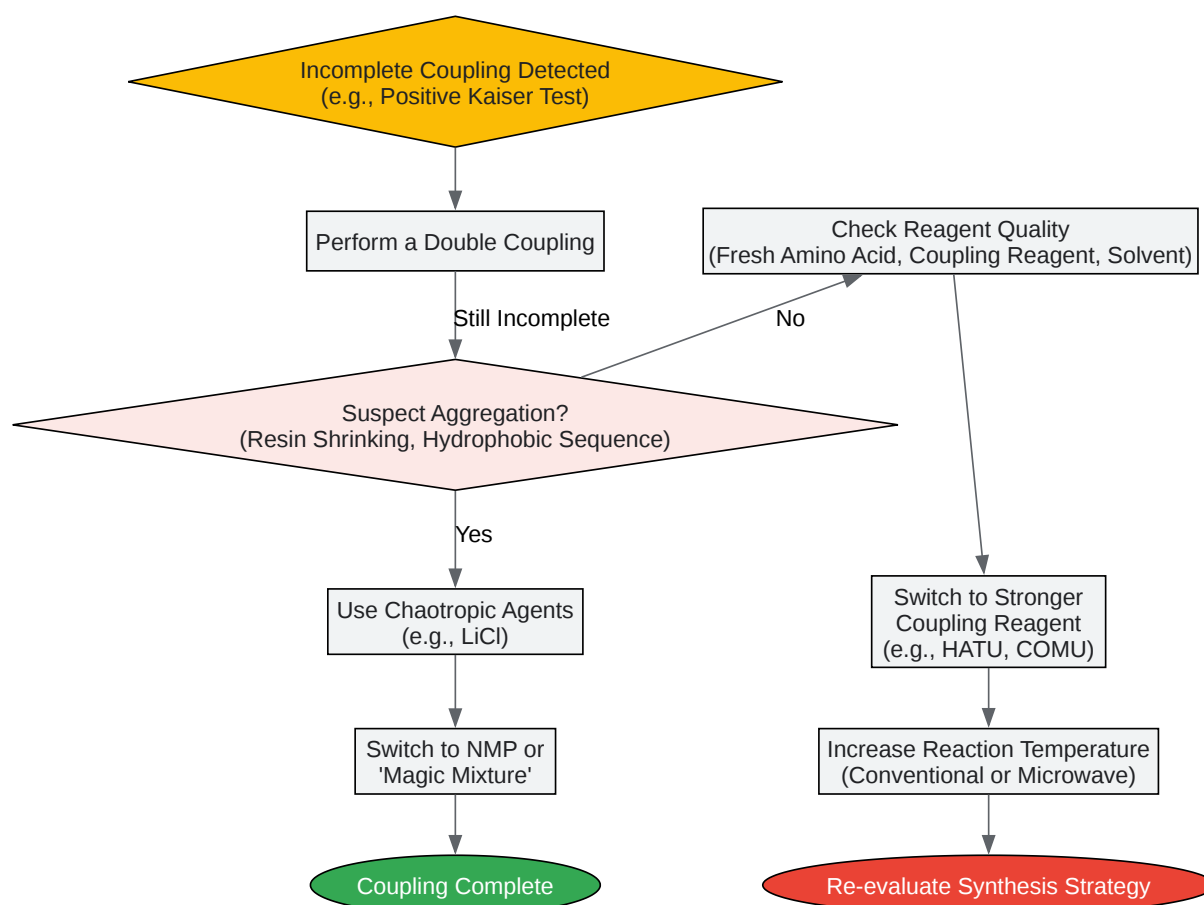 Incomplete Coupling Detected
(e.g., Positive Kaiser Test)
Perform a Double Coupling
Check Reagent Quality
(Fresh Amino Acid, Coupling Reagent, Solvent)
Still Incomplete
No
Suspect Aggregation?
(Resin Shrinking, Hydrophobic Sequence)
Yes
Use Chaotropic Agents
(e.g., LiCl)
Switch to Stronger
Coupling Reagent
(e.g., HATU, COMU)
Switch to NMP or
'Magic Mixture'
Increase Reaction Temperature
(Conventional or Microwave)
Coupling Complete
Re-evaluate Synthesis Strategy